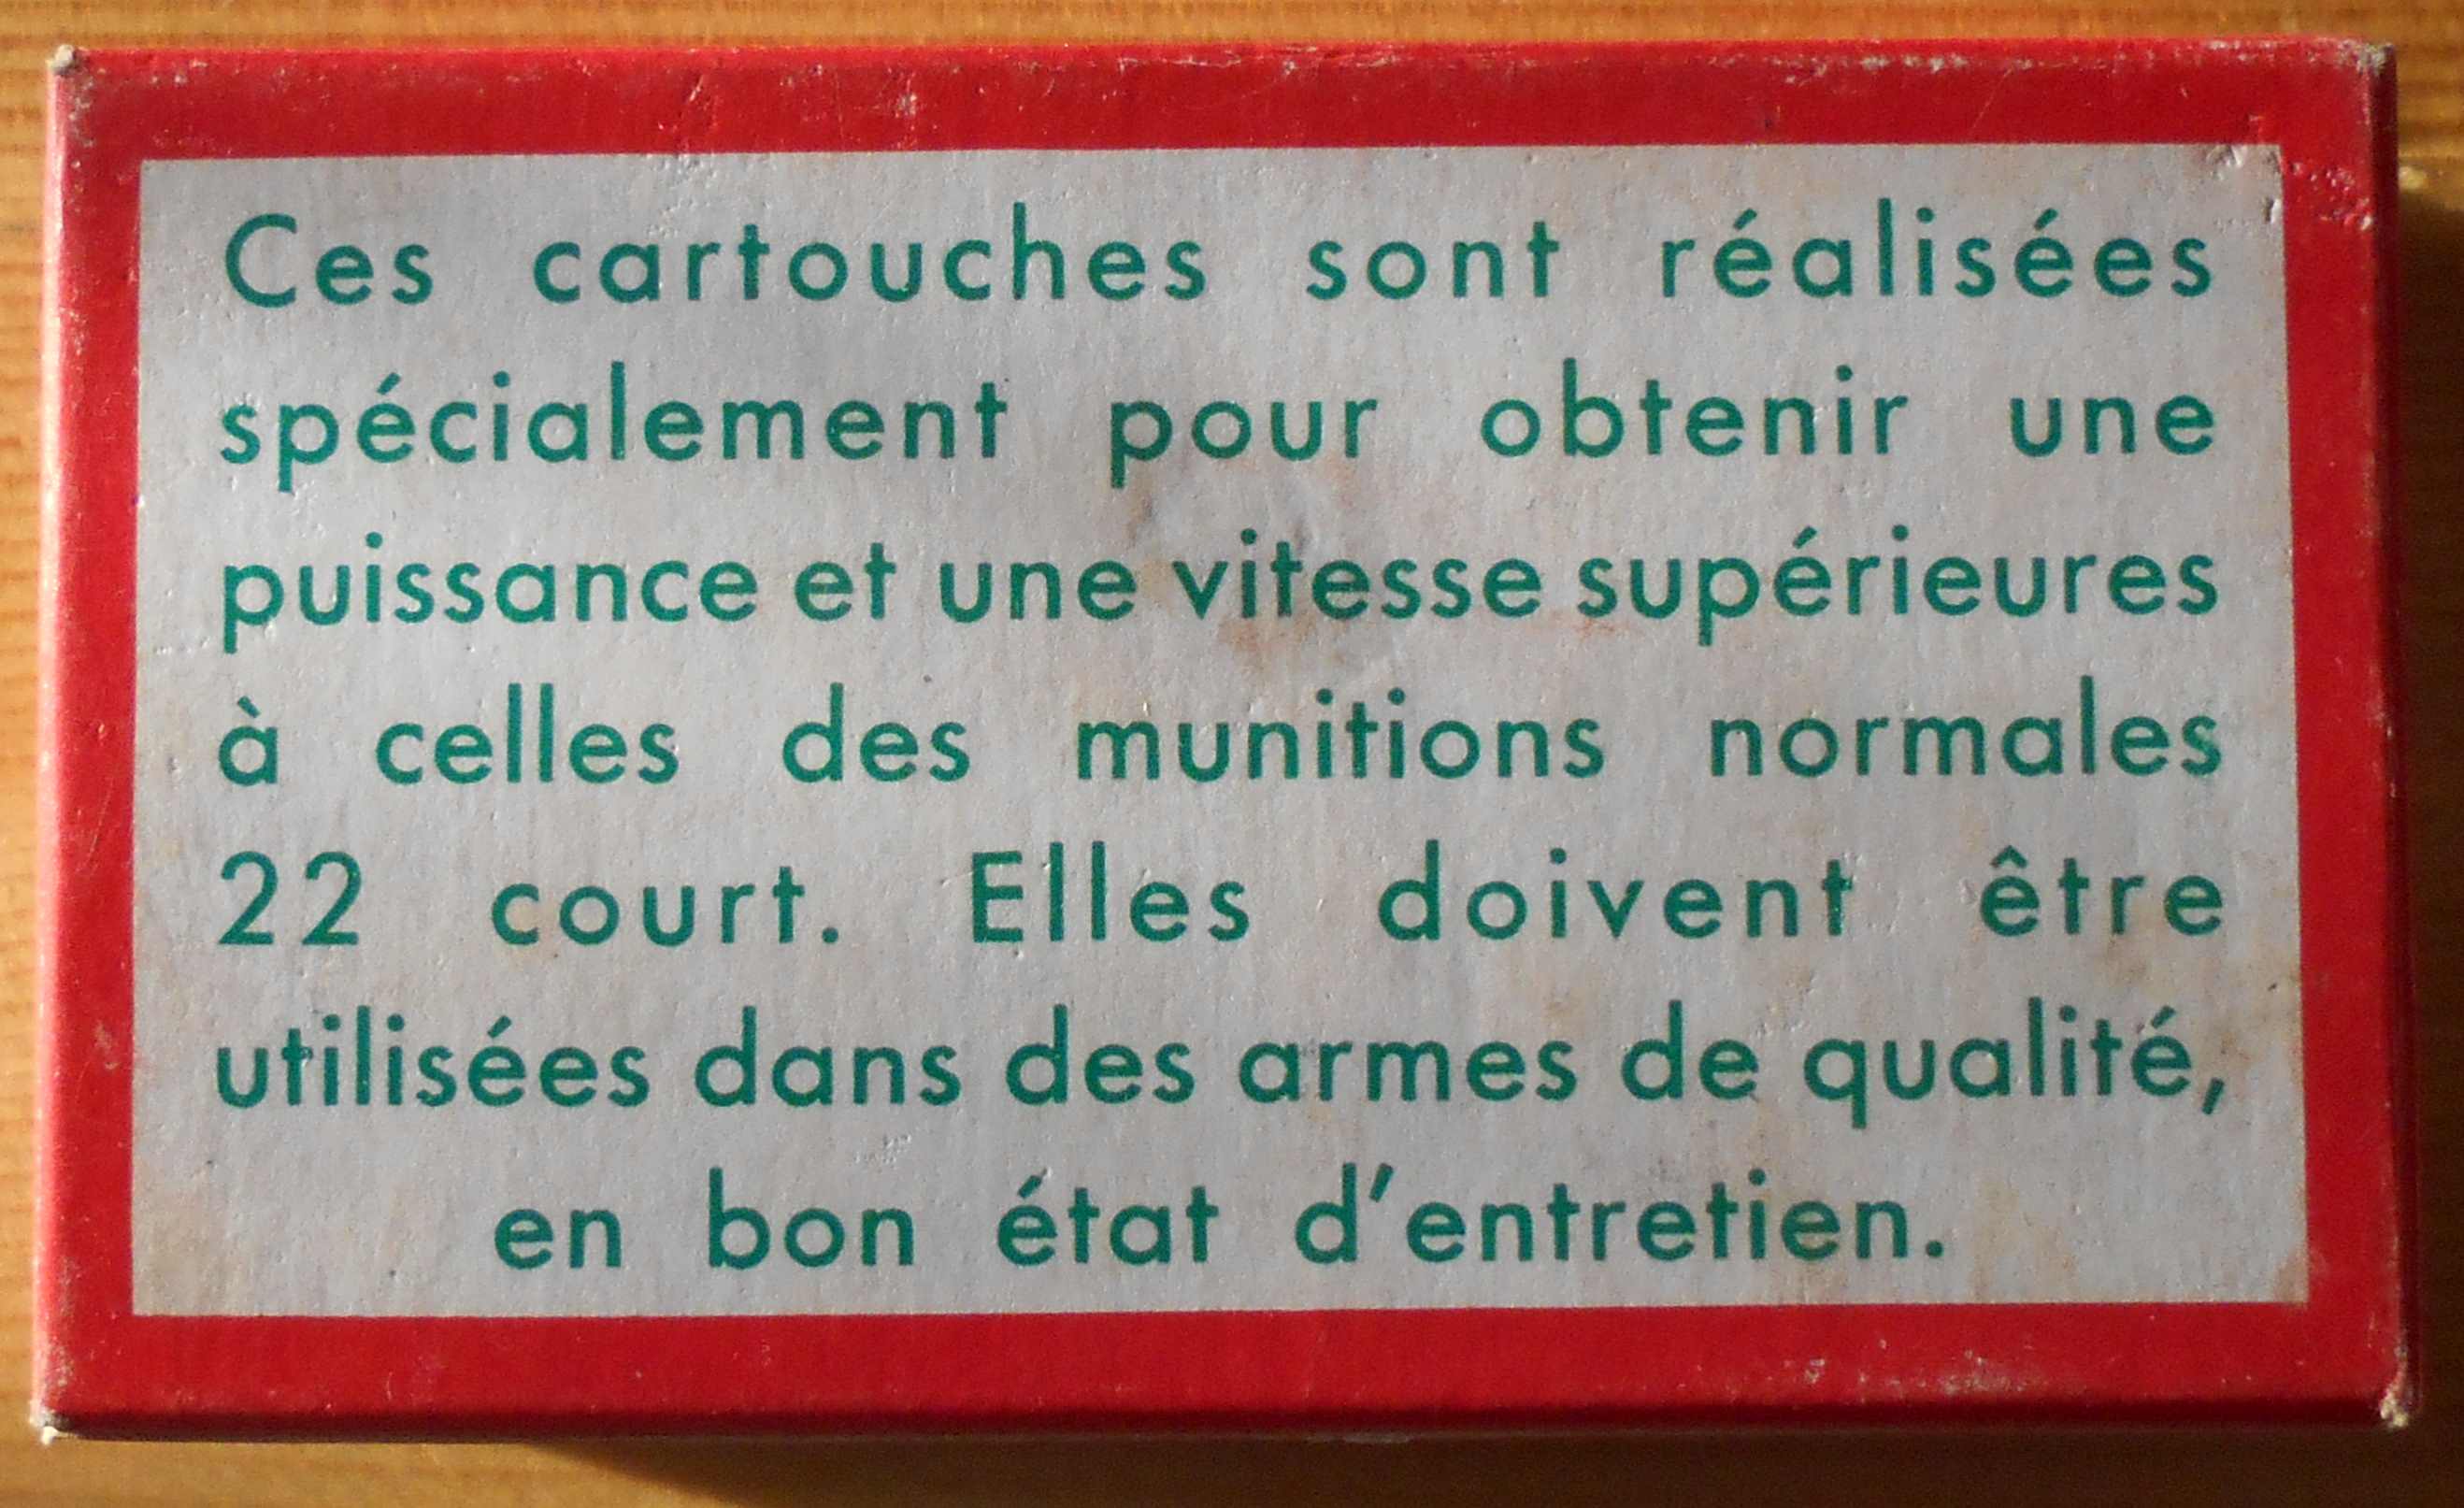 Ces cartouches sont réalisées
spécialement pour obtenir une
puissance et une vitesse supérieures
à celles des munitions normales
22 court. Elles doivent être
utilisées dans des armes de qualité,
en bon état d'entretien.